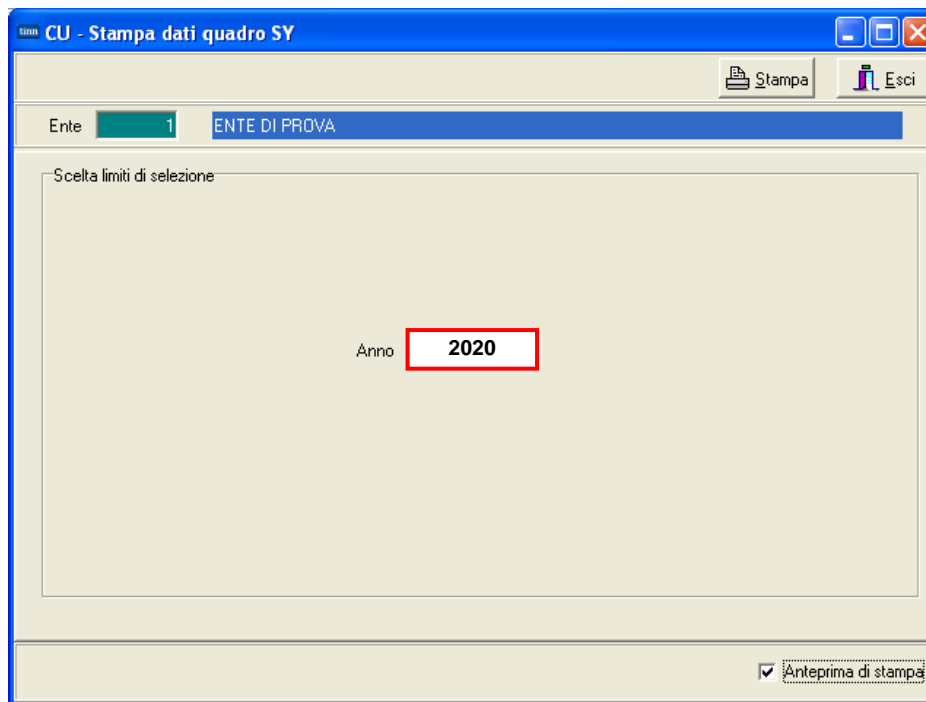 tinn CU - Stampa dati quadro SY
Stampa Esci
Ente 1 ENTE DI PROVA
Scelta limiti di selezione
Anno 2020
Anteprima di stampa